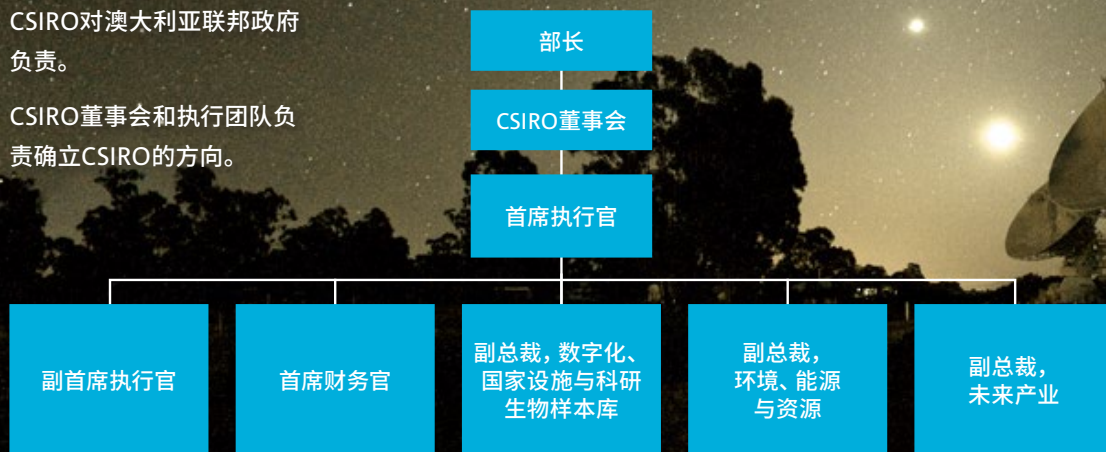 CSIRO对澳大利亚联邦政府
负责。
CSIRO董事会和执行团队负
责确立CSIRO的方向。
部长
CSIRO董事会
首席执行官
副首席执行官
首席财务官
副总裁，数字化、
国家设施与科研
生物样本库
副总裁，
环境、能源
与资源
副总裁，
未来产业